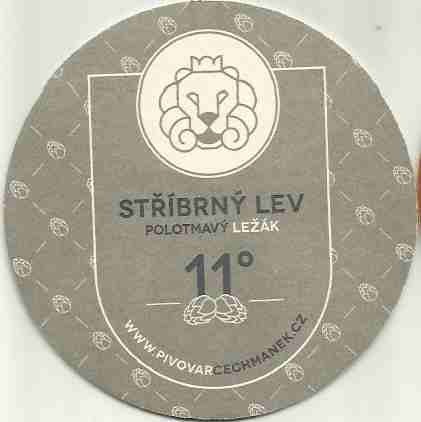 STŘÍBRNÝ LEV
POLOTMAVÝ LEŽÁK
11°
WWW.PIVOVARCECHMANEK.CZ